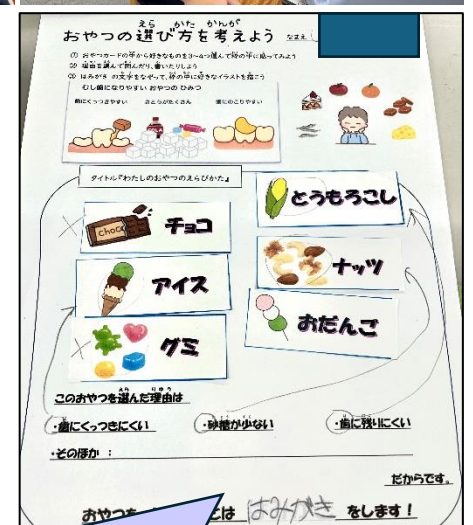 おやつの選び方を考えよう なまえ
① おやつカードの中から好きなものを3~4つ選んで枠の中に貼ってみよう
② 理由を選んで囲んだり、書いたりしよう
③ はみがき の文字をなぞって、枠の中に好きなイラストを描こう
むし歯になりやすい おやつの ひみつ
歯にくっつきやすい さとうがたくさん 歯にのこりやすい
タイトル『わたしのおやつのえらびかた』
とうもろこし
チョコ
ナッツ
アイス
おだんご
グミ
このおやつを選んだ理由は
・歯にくっつきにくい ・砂糖が少ない ・歯に残りにくい
・そのほか :
だからです。
おやつを は はみがき をします!